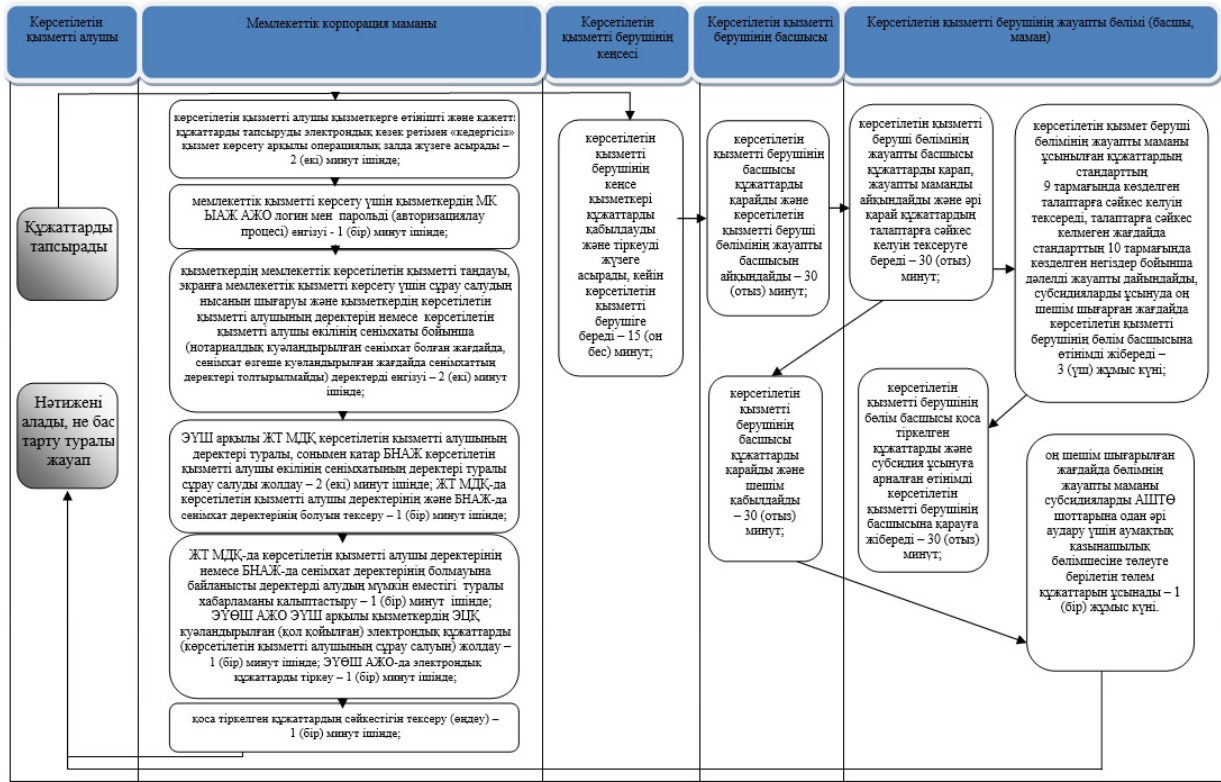 Көрсетілетін
қызметті алушы
Мемлекеттік корпорация маманы
Көрсетілетін
қызметті берушінің
кеңсесі
Көрсетілетін қызметті
берушінің басшысы
Көрсетілетін қызметті берушінің жауапты бөлімі (басшы,
маман)
Құжаттарды
тапсырады
Нәтижені
алады, не бас
тарту туралы
жауап
көрсетілетін қызметті алушы қызметкерге өтінішті және қажетті
құжаттарды тапсыруды электрондық кезек ретімен «кедергісіз»
қызмет көрсету арқылы операциялық залда жүзеге асырады –
2 (екі) минут ішінде;
мемлекеттік қызметті көрсету үшін қызметкердің МК
ЫАЖ АЖО логин мен парольді (авторизациялау
процесі) енгізуі - 1 (бір) минут ішінде;
қызметкердің мемлекеттік көрсетілетін қызметті таңдауы,
экранға мемлекеттік қызметті көрсету үшін сұрау салудың
нысанын шығаруы және қызметкердің көрсетілетін
қызметті алушының деректерін немесе көрсетілетін
қызметті алушы өкілінің сенімхаты бойынша
(нотариалдық куәландырылған сенімхат болған жағдайда,
сенімхат өзгеше куәландырылған жағдайда сенімхаттың
деректері толтырылмайды) деректерді енгізуі – 2 (екі) минут
ішінде;
ЭҮШ арқылы ЖТ МДҚ көрсетілетін қызметті алушының
деректері туралы, сонымен қатар БНАЖ көрсетілетін
қызметті алушы өкілінің сенімхатының деректері туралы
сұрау салуды жолдау – 2 (екі) минут ішінде; ЖТ МДҚ-да
көрсетілетін қызметті алушы деректерінің және БНАЖ-да
сенімхат деректерінің болуын тексеру – 1 (бір) минут ішінде;
ЖТ МДҚ-да көрсетілетін қызметті алушы деректерінің
немесе БНАЖ-да сенімхат деректерінің болмауына
байланысты деректерді алудың мүмкін еместігі туралы
хабарламаны қалыптастыру – 1 (бір) минут ішінде;
ЭҮӨШ АЖО ЭҮШ арқылы қызметкердің ЭЦҚ
куәландырылған (қол қойылған) электрондық құжаттарды
(көрсетілетін қызметті алушының сұрау салуын) жолдау –
1 (бір) минут ішінде; ЭҮӨШ АЖО-да электрондық
құжаттарды тіркеу – 1 (бір) минут ішінде;
қоса тіркелген құжаттардың сәйкестігін тексеру (өңдеу) –
1 (бір) минут ішінде;
көрсетілетін
қызметті
берушінің
кеңсе
қызметкері
құжаттарды
қабылдауды
және тіркеуді
жүзеге
асырады, кейін
көрсетілетін
қызметті
берушіге
береді – 15 (он
бес) минут;
көрсетілетін
қызметті берушінің
басшысы
құжаттарды
қарайды және
көрсетілетін
қызметті беруші
бөлімінің жауапты
басшысын
айқындайды – 30
(отыз) минут;
көрсетілетін қызметті
беруші бөлімінің
жауапты басшысы
құжаттарды қарап,
жауапты маманды
айқындайды және әрі
қарай құжаттардың
талаптарға сәйкес
келуін тексеруге
береді – 30 (отыз)
минут;
көрсетілетін қызмет беруші
бөлімінің жауапты маманы
ұсынылған құжаттардың
стандарттың
9 тармағында көзделген
талаптарға сәйкес келуін
тексереді, талаптарға сәйкес
келмеген жағдайда
стандарттың 10 тармағында
көзделген негіздер бойынша
дәлелді жауапты дайындайды,
субсидияларды ұсынуда оң
шешім шығарған жағдайда
көрсетілетін қызметті
берушінің бөлім басшысына
өтінімді жібереді –
3 (үш) жұмыс күні;
көрсетілетін
қызметті
берушінің
басшысы
құжаттарды
қарайды және
шешім
қабылдайды
– 30 (отыз)
минут;
көрсетілетін
қызметті берушінің
бөлім басшысы қоса
тіркелген
құжаттарды және
субсидия ұсынуға
арналған өтінімді
көрсетілетін
қызметті берушінің
басшысына қарауға
жібереді – 30 (отыз)
минут;
оң шешім шығарылған
жағдайда бөлімнің
жауапты маманы
субсидияларды АШТӨ
шоттарына одан әрі
аудару үшін аумақтық
қазынашылық
бөлімшесіне төлеуге
берілетін төлем
құжаттарын ұсынады – 1
(бір) жұмыс күні.